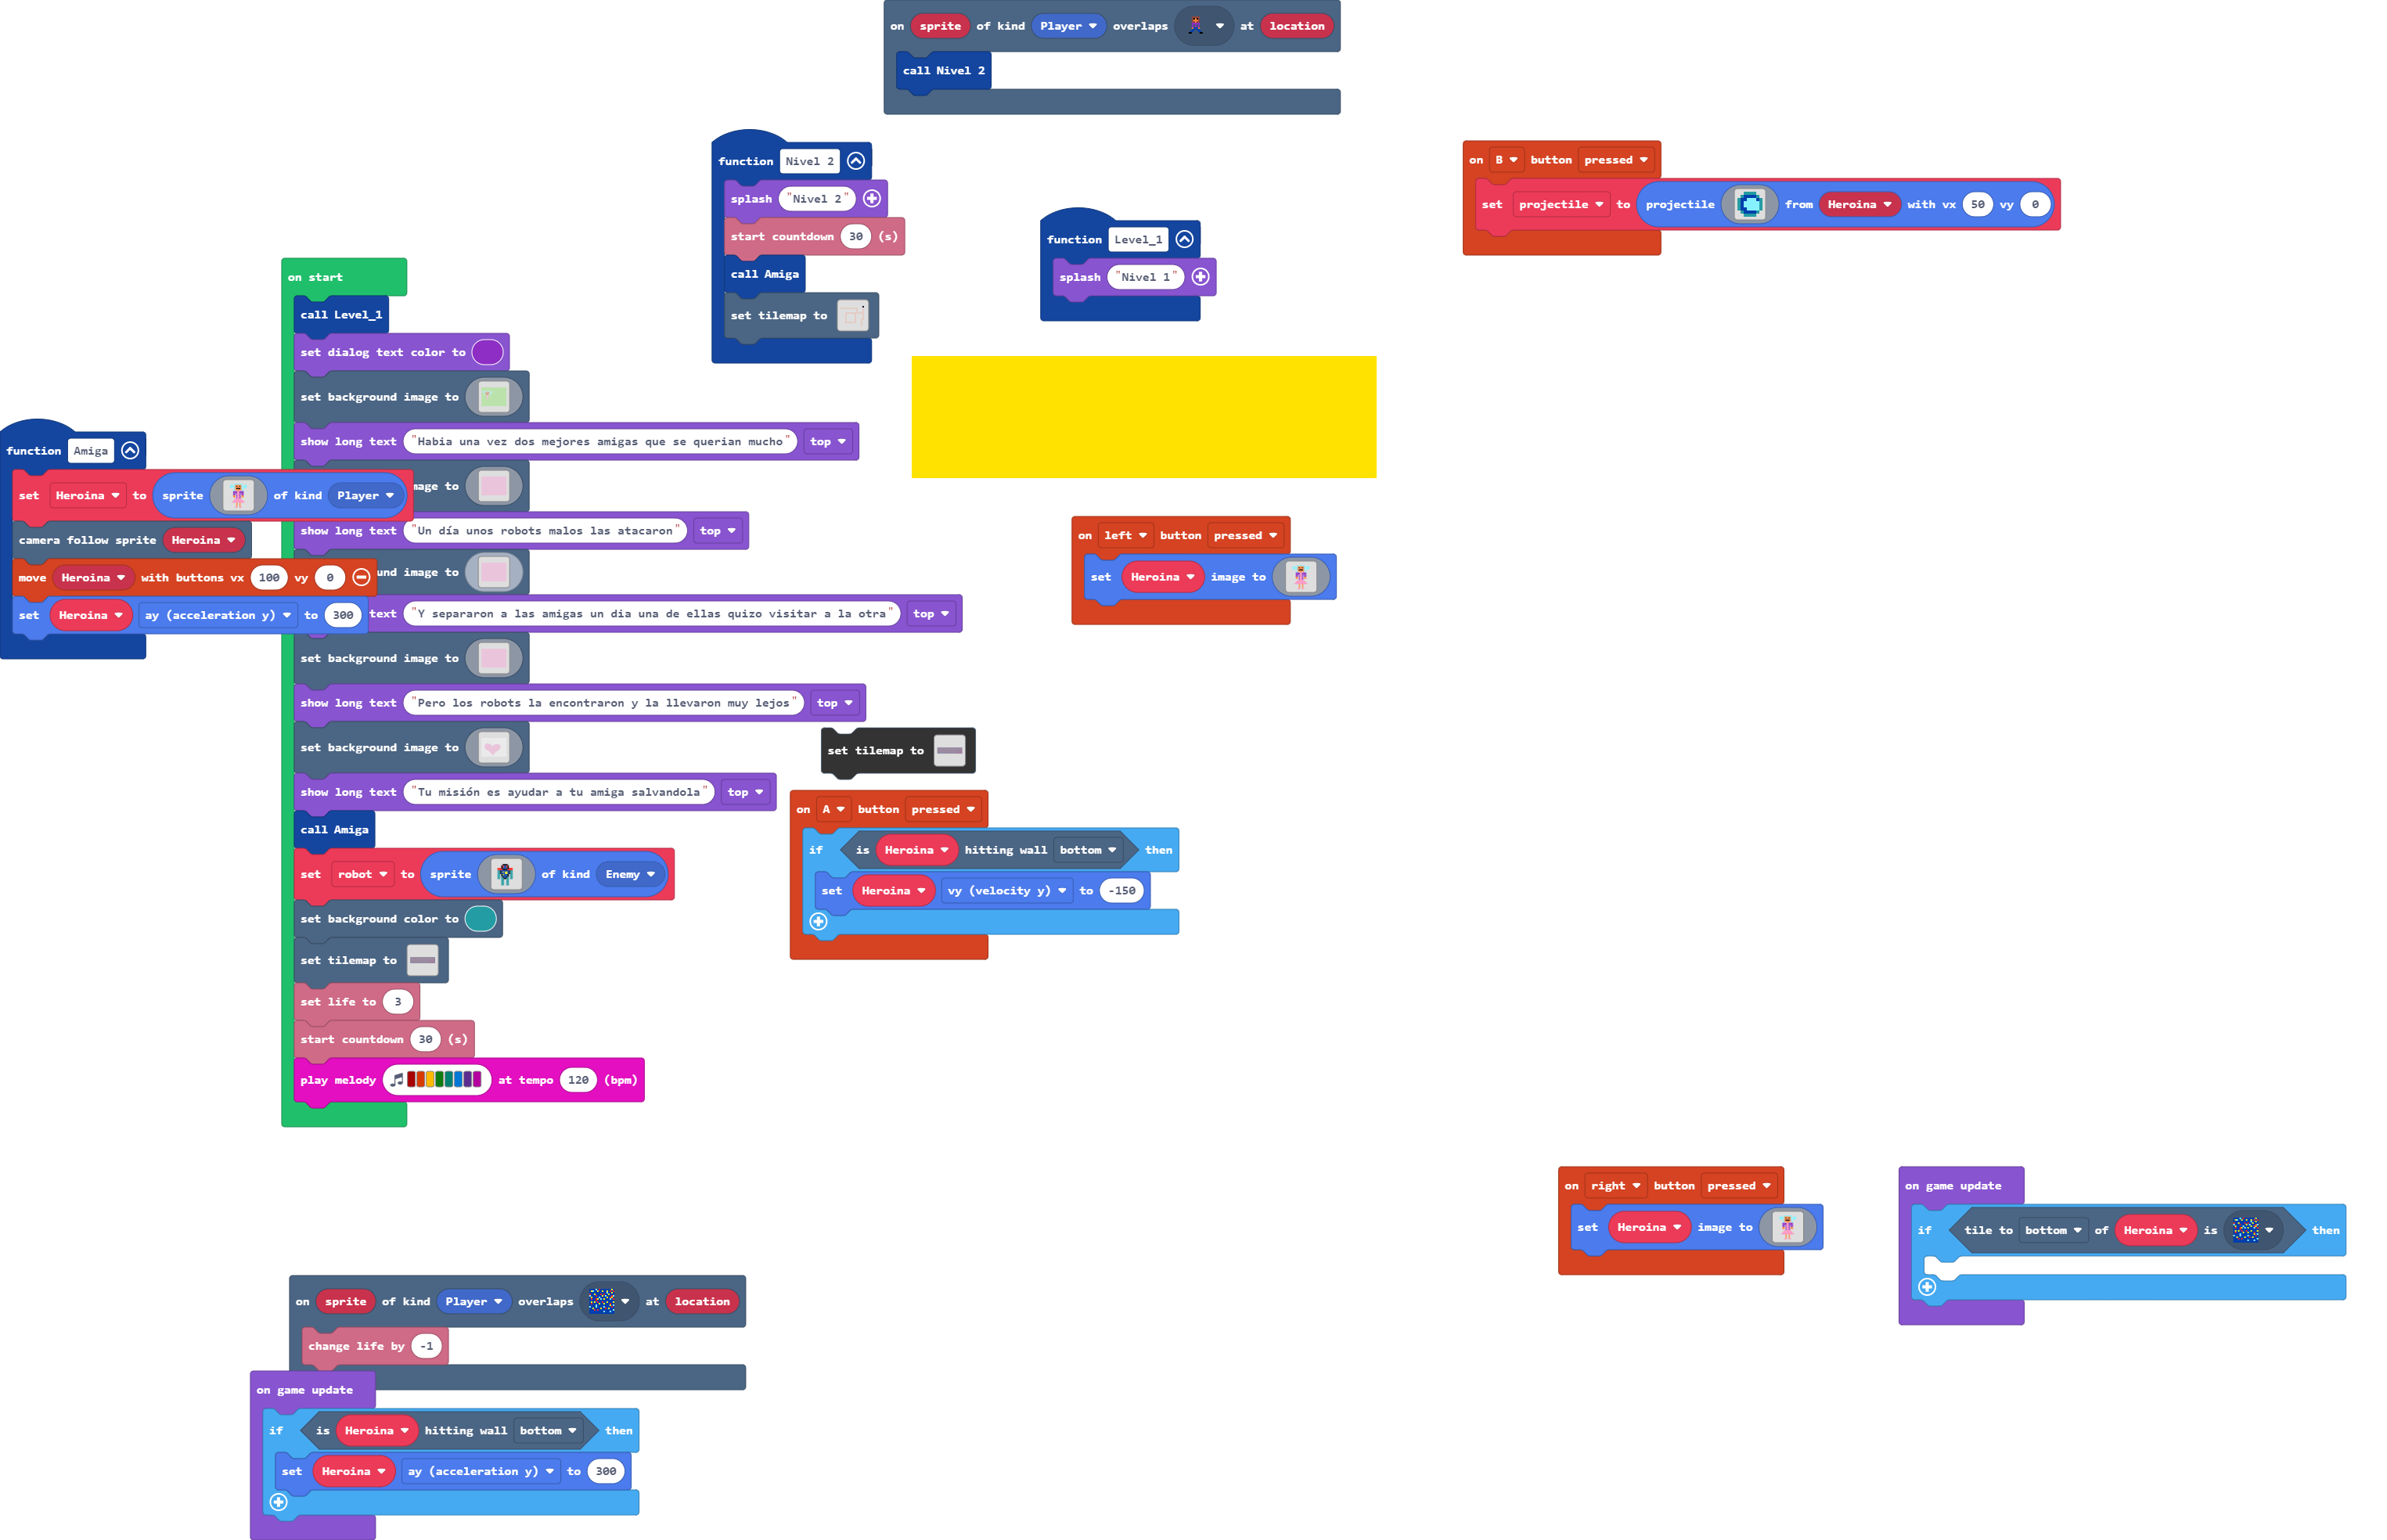 on sprite of kind Player overlaps at location
call Nivel 2
function Nivel 2
splash "Nivel 2"
start countdown 30 (s)
call Amiga
set tilemap to
function Level_1
splash "Nivel 1"
on B button pressed
set projectile to projectile from Heroina with vx 50 vy 0
on start
call Level_1
set dialog text color to
set background image to
show long text "Habia una vez dos mejores amigas que se querian mucho" top
mage to
show long text "Un día unos robots malos las atacaron" top
und image to
text "Y separaron a las amigas un dia una de ellas quizo visitar a la otra" top
set background image to
show long text "Pero los robots la encontraron y la llevaron muy lejos" top
set background image to
show long text "Tu misión es ayudar a tu amiga salvandola" top
call Amiga
set robot to sprite of kind Enemy
set background color to
set tilemap to
set life to 3
start countdown 30 (s)
play melody at tempo 120 (bpm)
function Amiga
set Heroina to sprite of kind Player
camera follow sprite Heroina
move Heroina with buttons vx 100 vy 0
set Heroina ay (acceleration y) to 300
on left button pressed
set Heroina image to
set tilemap to
on A button pressed
if is Heroina hitting wall bottom then
set Heroina vy (velocity y) to -150
on right button pressed
set Heroina image to
on game update
if tile to bottom of Heroina is then
on sprite of kind Player overlaps at location
change life by -1
on game update
if is Heroina hitting wall bottom then
set Heroina ay (acceleration y) to 300